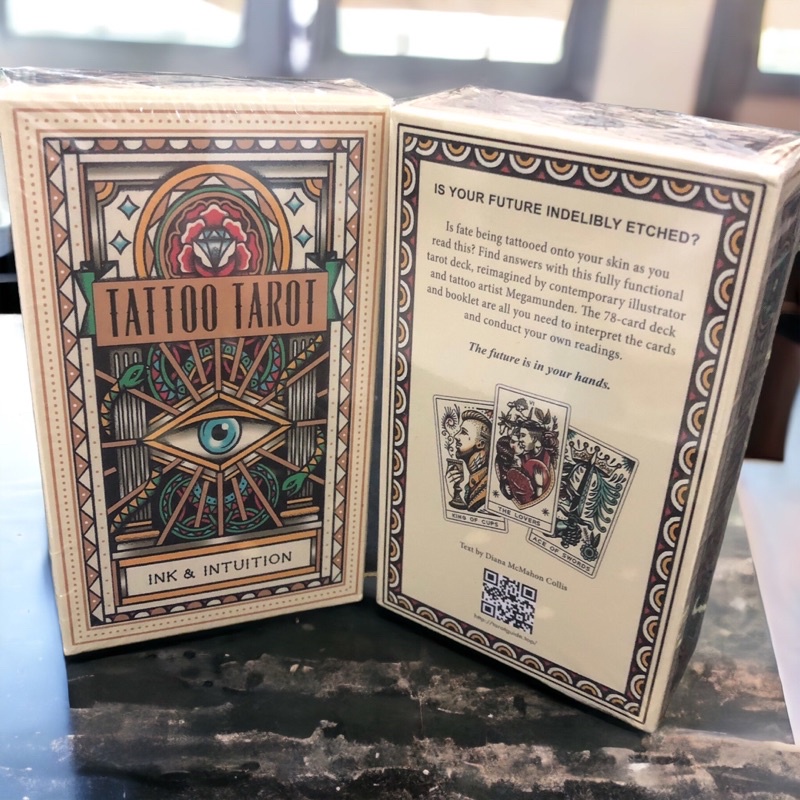 TATTOO TAROT
INK & INTUITION
IS YOUR FUTURE INDELIBLY ETCHED?
Is fate being tattooed onto your skin as you
read this? Find answers with this fully functional
tarot deck, reimagined by contemporary illustrator
and tattoo artist Megamunden. The 78-card deck
and booklet are all you need to interpret the cards
and conduct your own readings.
The future is in your hands.
VI
KING OF CUPS
THE LOVERS
ACE OF SWORDS
Text by Diana McMahon Collis